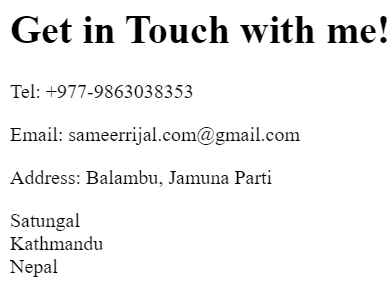 Get in Touch with me!
Tel: +977-9863038353
Email: sameerrijal.com@gmail.com
Address: Balambu, Jamuna Parti
Satungal
Kathmandu
Nepal